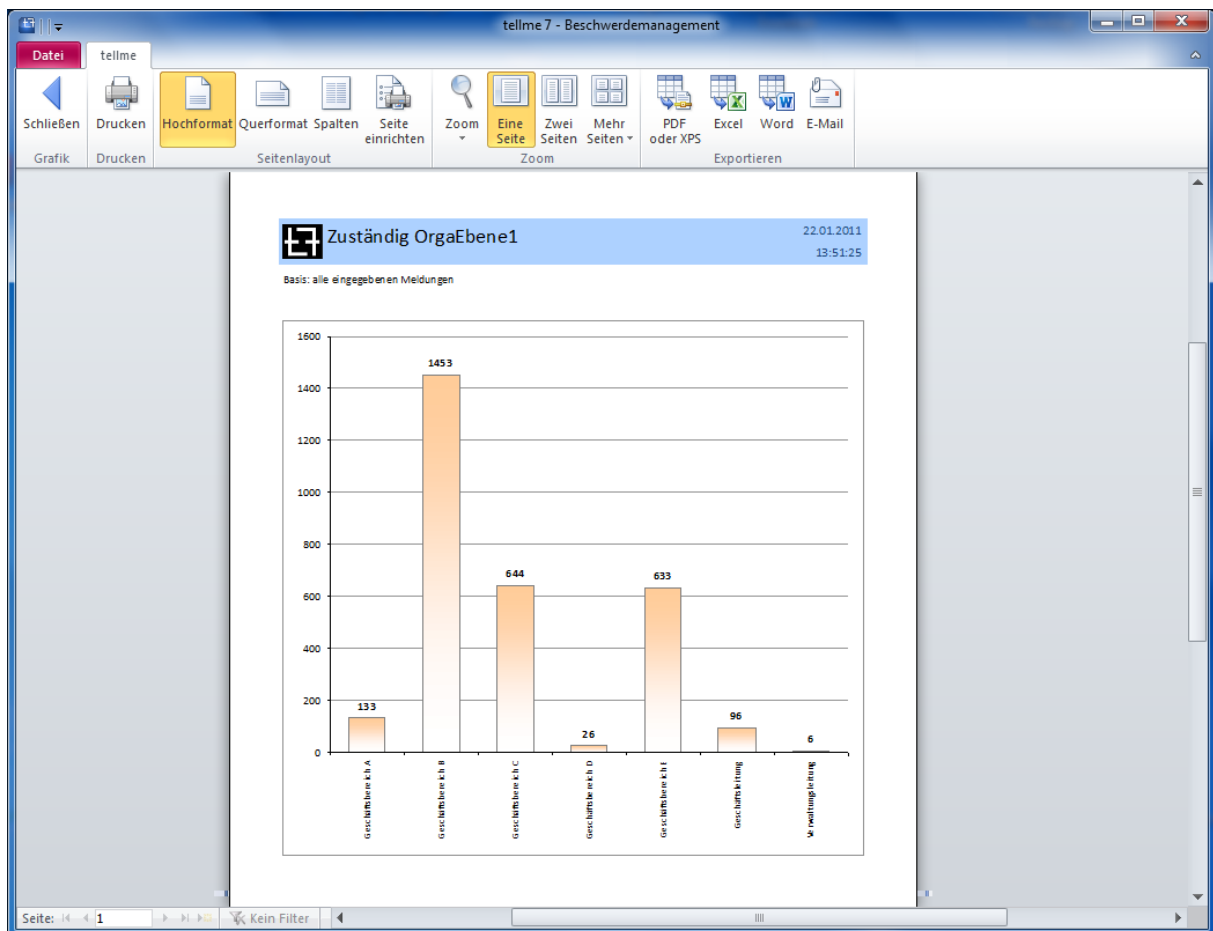 tellme 7 - Beschwerdemanagement
Datei tellme
Schließen Drucken Hochformat Querformat Spalten Seite einrichten Zoom Eine Seite Zwei Seiten Mehr Seiten PDF oder XPS Excel Word E-Mail
Grafik Drucken Seitenlayout Zoom Exportieren
Zuständig OrgaEbene1
22.01.2011
13:51:25
Basis: alle eingegebenen Meldungen
1600
1453
1400
1200
1000
800
644
633
600
400
200
133
26
96
6
0
Geschäftsbereich A
Geschäftsbereich B
Geschäftsbereich C
Geschäftsbereich D
Geschäftsbereich E
Geschäftsleitung
Verwaltungsleitung
Seite: 1 Kein Filter